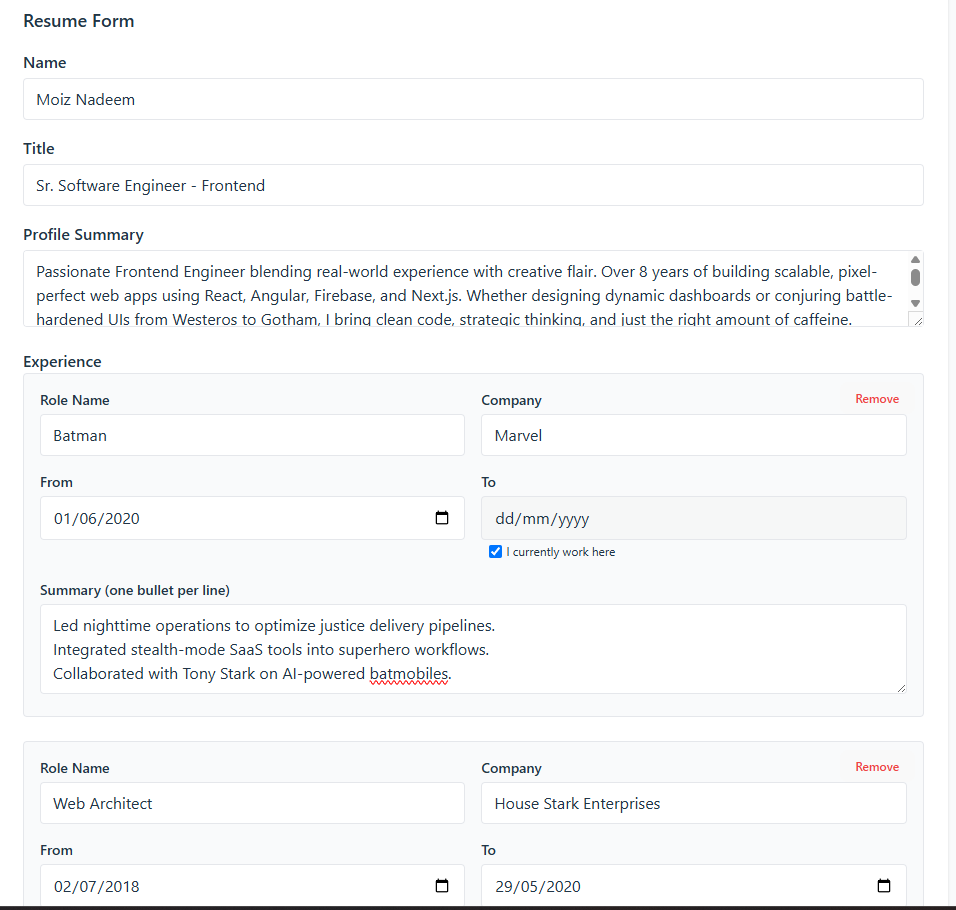 Resume Form
Name
Moiz Nadeem
Title
Sr. Software Engineer - Frontend
Profile Summary
Passionate Frontend Engineer blending real-world experience with creative flair. Over 8 years of building scalable, pixel-
perfect web apps using React, Angular, Firebase, and Next.js. Whether designing dynamic dashboards or conjuring battle-
hardened UIs from Westeros to Gotham, I bring clean code, strategic thinking, and just the right amount of caffeine.
Experience
Role Name
Company
Remove
Batman
Marvel
From
To
01/06/2020
dd/mm/yyyy
I currently work here
Summary (one bullet per line)
Led nighttime operations to optimize justice delivery pipelines.
Integrated stealth-mode SaaS tools into superhero workflows.
Collaborated with Tony Stark on AI-powered batmobiles.
Role Name
Company
Remove
Web Architect
House Stark Enterprises
From
To
02/07/2018
29/05/2020